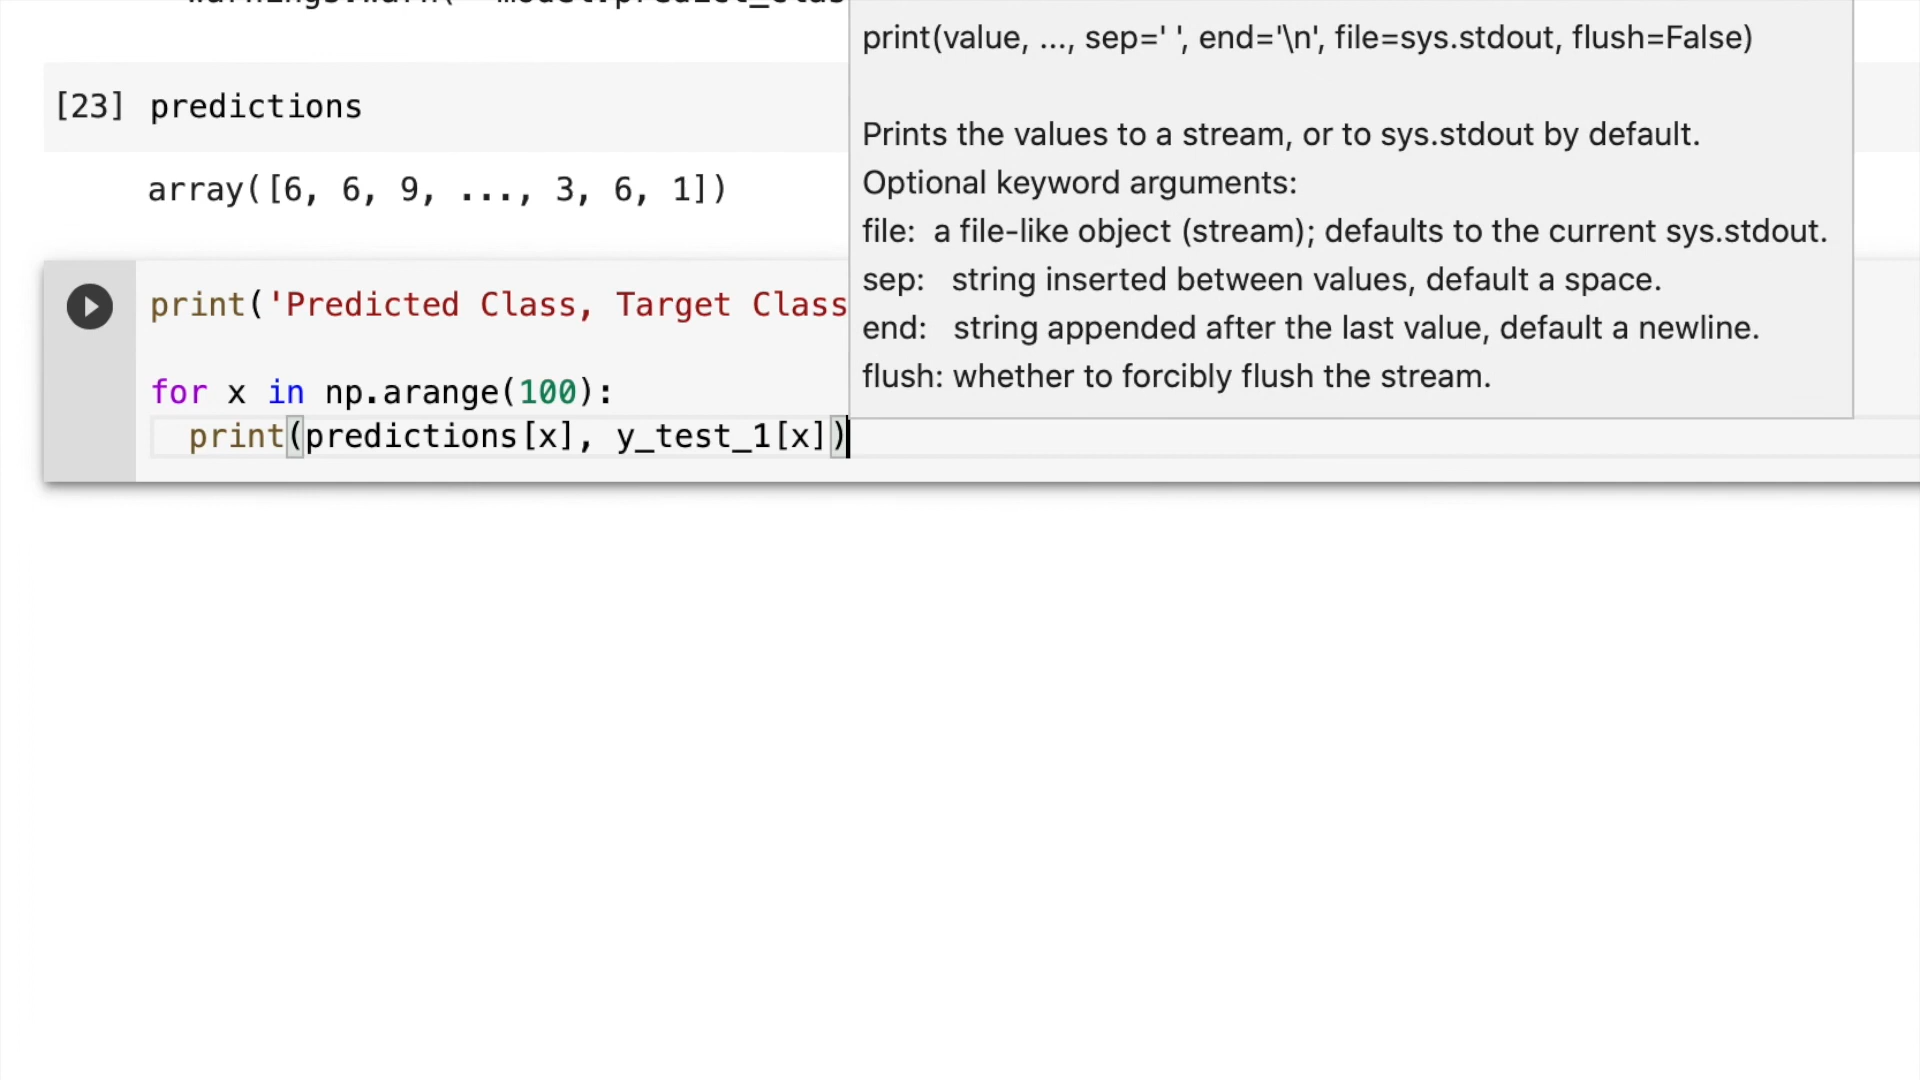 print(value, ..., sep=' ', end='\n', file=sys.stdout, flush=False)
[23] predictions
Prints the values to a stream, or to sys.stdout by default.
array([6, 6, 9, ..., 3, 6, 1])
Optional keyword arguments:
file: a file-like object (stream); defaults to the current sys.stdout.
sep: string inserted between values, default a space.
end: string appended after the last value, default a newline.
flush: whether to forcibly flush the stream.
print('Predicted Class, Target Class
for x in np.arange(100):
print(predictions[x], y_test_1[x])